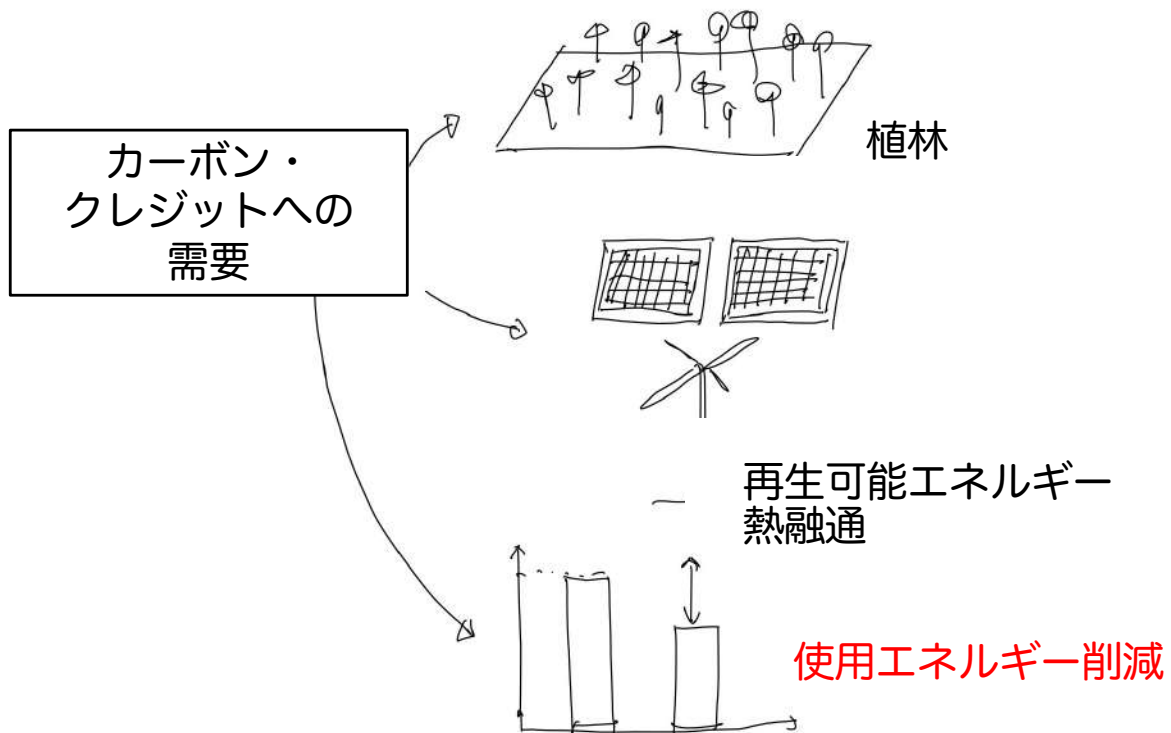 カーボン・
クレジットへの
需要
植林
再生可能エネルギー
熱融通
使用エネルギー削減